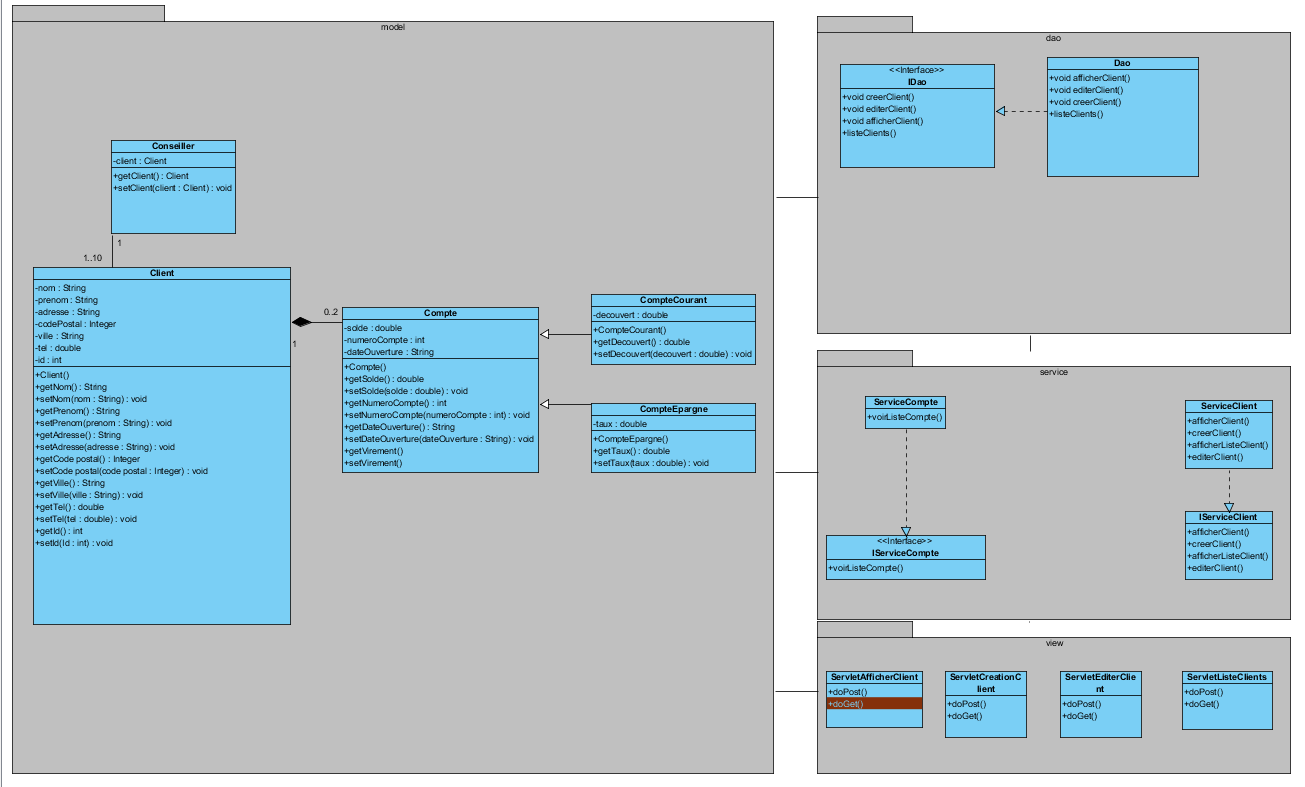 model
Conseiller
-client : Client
+getClient() : Client
+setClient(client : Client) : void
1
1..10
Client
-nom : String
-prenom : String
-adresse : String
-codePostal : Integer
-ville : String
-tel : double
-id : int
+Client()
+getNom() : String
+setNom(nom : String) : void
+getPrenom() : String
+setPrenom(prenom : String) : void
+getAdresse() : String
+setAdresse(adresse : String) : void
+getCode postal() : Integer
+setCode postal(code postal : Integer) : void
+getVille() : String
+setVille(ville : String) : void
+getTel() : double
+setTel(tel : double) : void
+getId() : int
+setId(Id : int) : void
0..2
1
Compte
-solde : double
-numeroCompte : int
-dateOuverture : String
+Compte()
+getSolde() : double
+setSolde(solde : double) : void
+getNumeroCompte() : int
+setNumeroCompte(numeroCompte : int) : void
+getDateOuverture() : String
+setDateOuverture(dateOuverture : String) : void
+getVirement()
+setVirement()
CompteCourant
-decouvert : double
+CompteCourant()
+getDecouvert() : double
+setDecouvert(decouvert : double) : void
CompteEpargne
-taux : double
+CompteEpargne()
+getTaux() : double
+setTaux(taux : double) : void
dao
<<Interface>>
IDao
+void creerClient()
+void editerClient()
+void afficherClient()
+listeClients()
Dao
+void afficherClient()
+void editerClient()
+void creerClient()
+listeClients()
service
ServiceCompte
+voirListeCompte()
<<Interface>>
IServiceCompte
+voirListeCompte()
ServiceClient
+afficherClient()
+creerClient()
+afficherListeClient()
+editerClient()
IServiceClient
+afficherClient()
+creerClient()
+afficherListeClient()
+editerClient()
view
ServletAfficherClient
+doPost()
+doGet()
ServletCreationC
lient
+doPost()
+doGet()
ServletEditerClie
nt
+doPost()
+doGet()
ServletListeClients
+doPost()
+doGet()